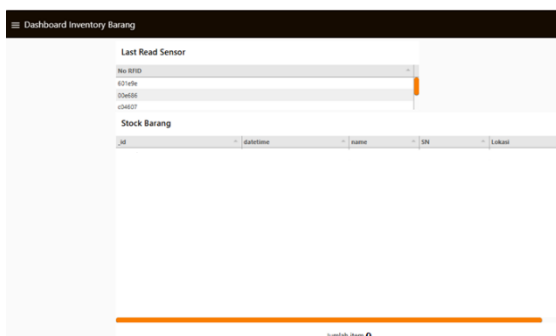 Dashboard Inventory Barang
Last Read Sensor
No RFID
601e9e
00e686
c04607
Stock Barang
_id datetime name SN Lokasi
Jumlah item 0